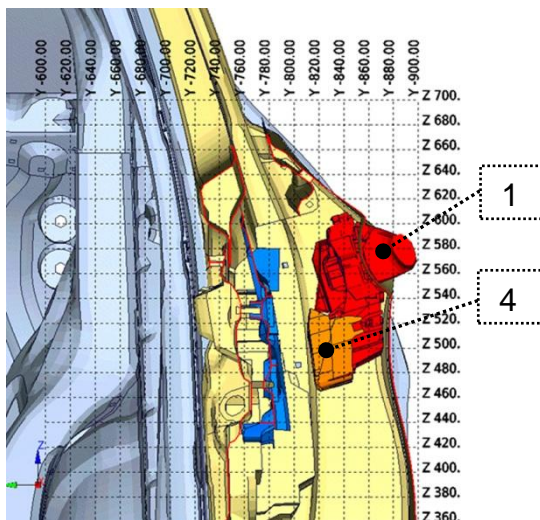 Y -600.00
Y -620.00
Y -640.00
Y -660.00
Y -680.00
Y -700.00
Y -720.00
Y -740.00
Y -760.00
Y -780.00
Y -800.00
Y -820.00
Y -840.00
Y -860.00
Y -880.00
Y -900.00
Z 700.
Z 680.
Z 660.
Z 640.
Z 620.
Z 600.
Z 580.
Z 560.
Z 540.
Z 520.
Z 500.
Z 480.
Z 460.
Z 440.
Z 420.
Z 400.
Z 380.
Z 360.
1
4
Z